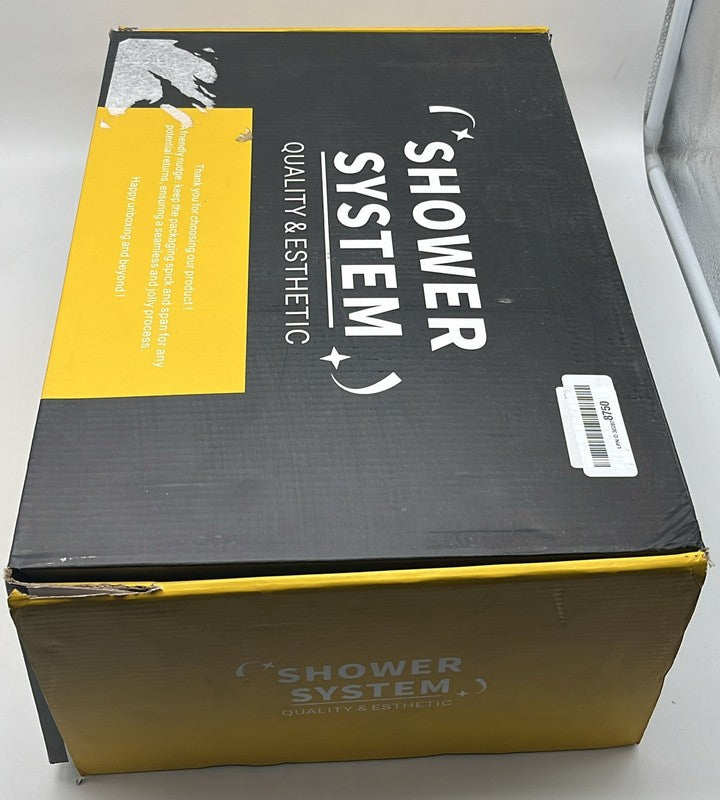 SHOWER
SYSTEM
QUALITY & ESTHETIC
Thank you for choosing our product !
A friendly nudge: keep the packaging spick and span for any
potential returns, ensuring a seamless and jolly process.
Happy unboxing and beyond !
8750
SHOWER
SYSTEM
QUALITY & ESTHETIC